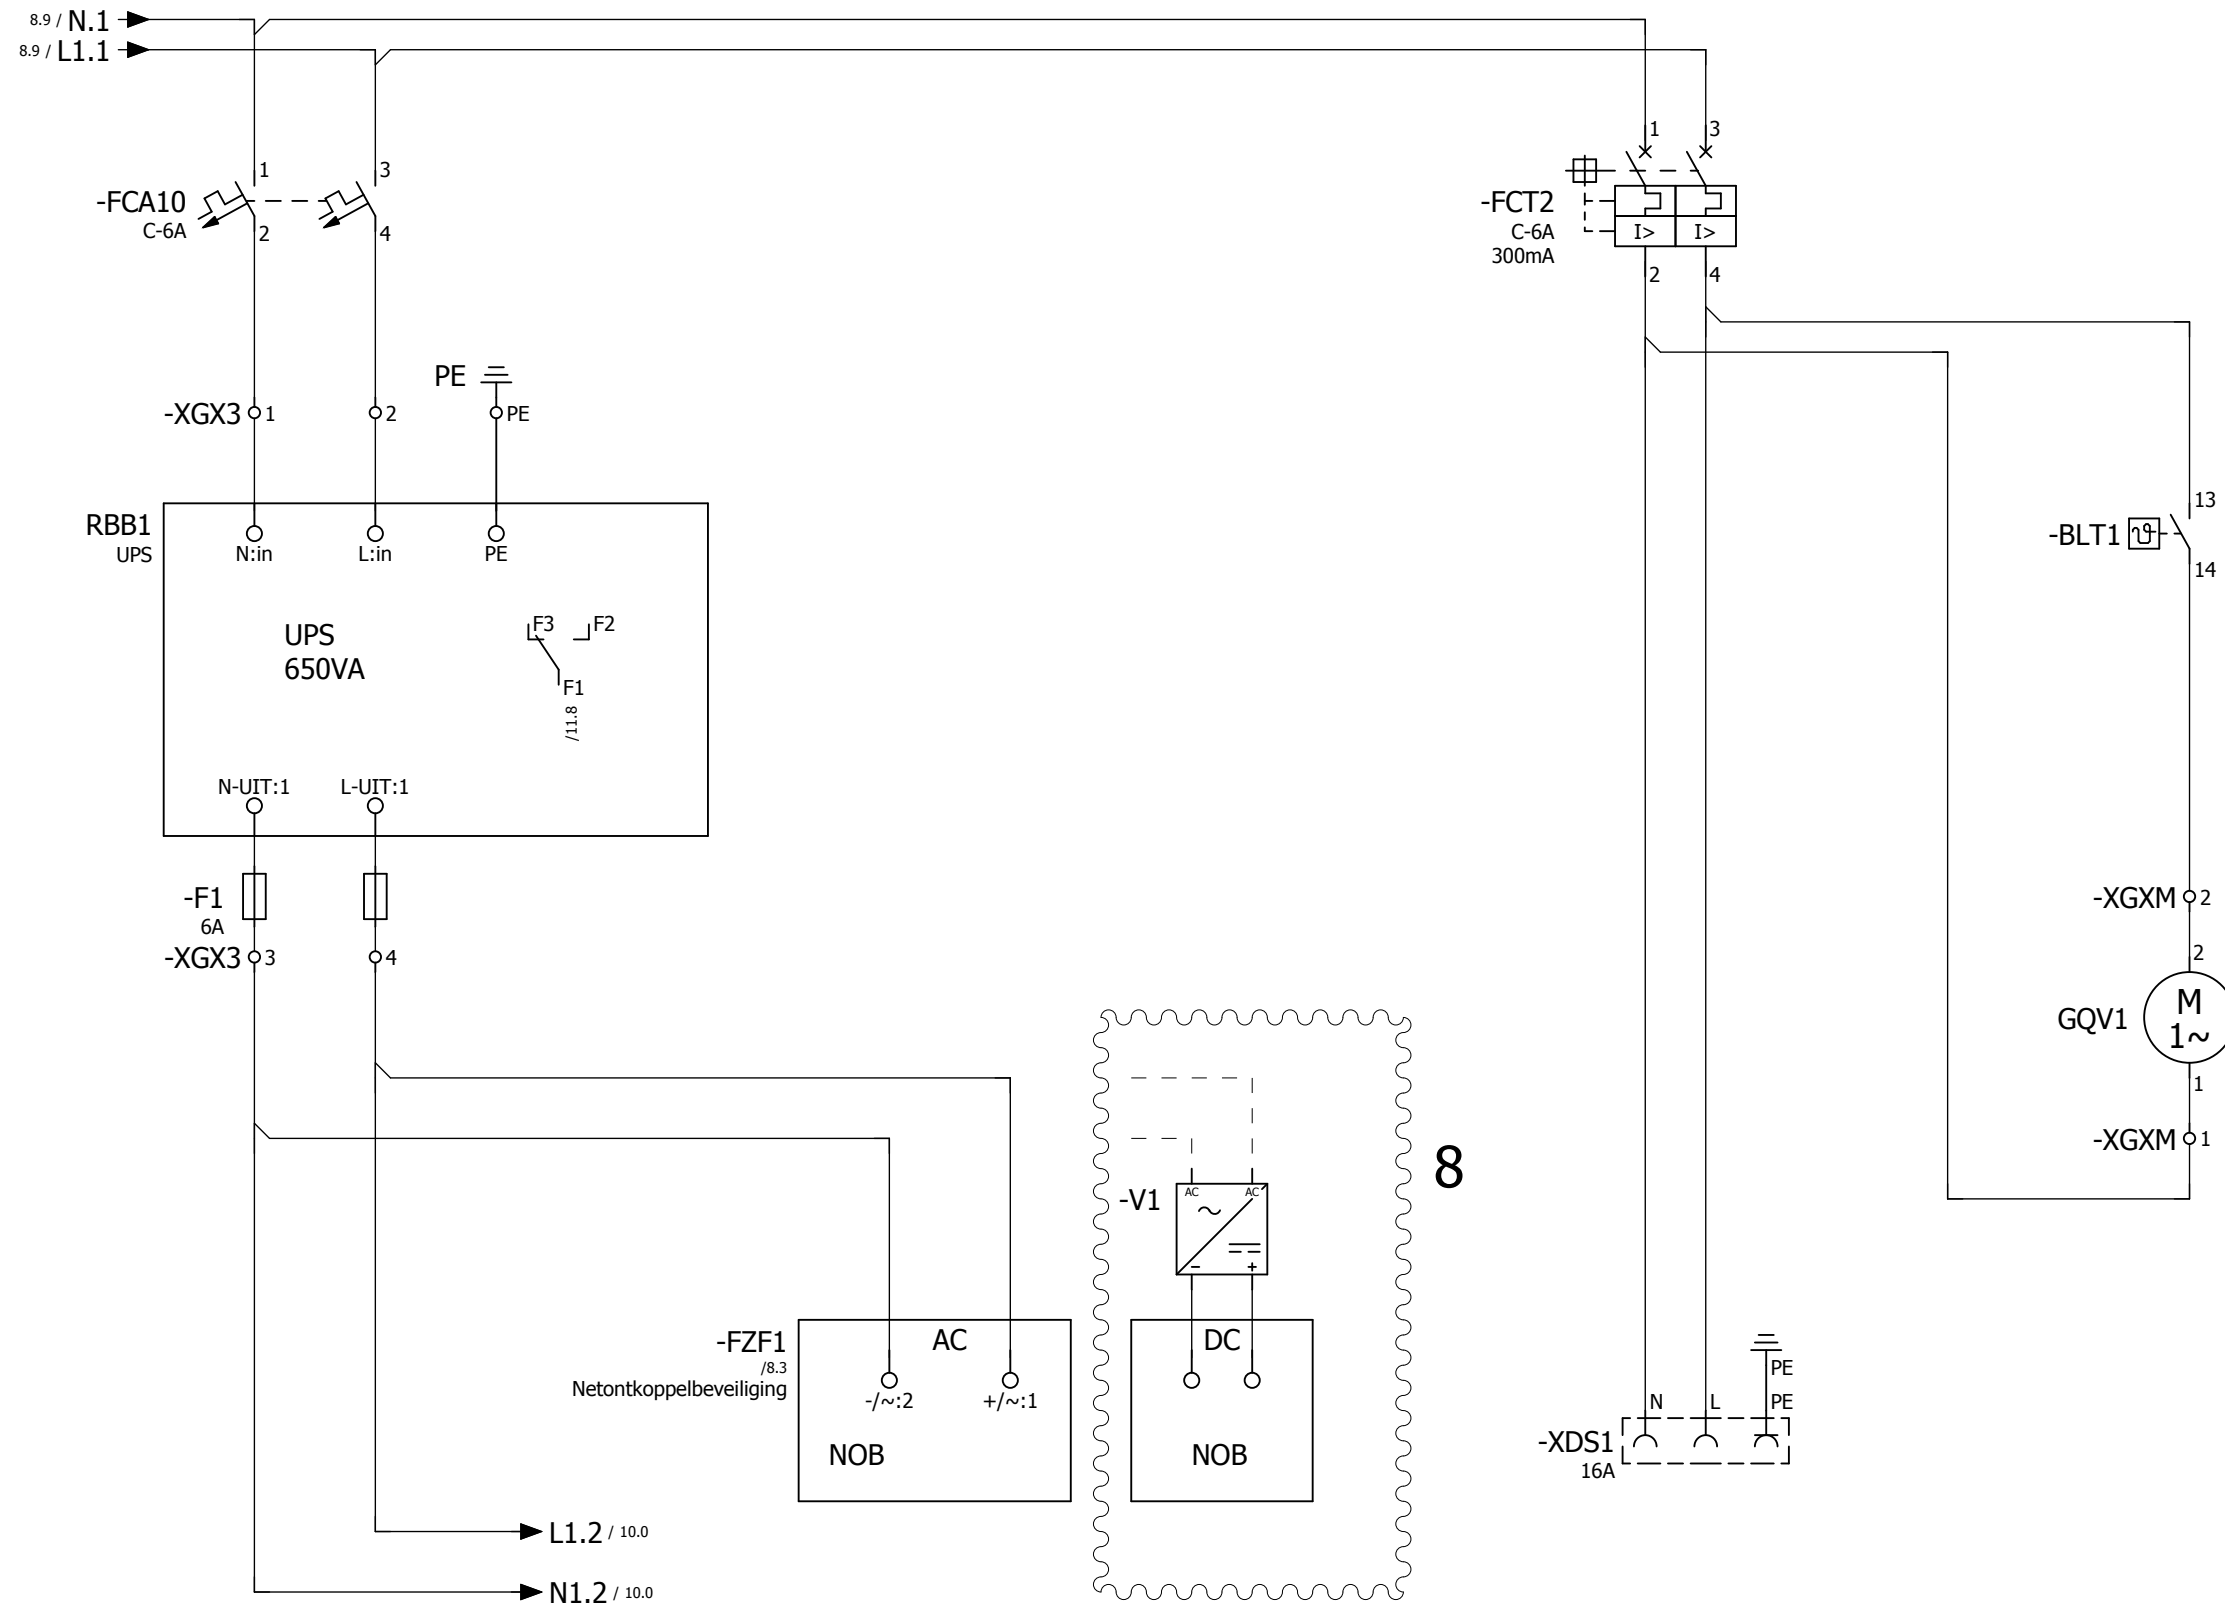 8.9 / N.1
8.9 / L1.1
1 3
-FCA10
C-6A
2 4
1 3
-FCT2
C-6A
300mA
I> I>
2 4
PE
-XGX3 1 2 PE
RBB1
UPS
N:in L:in PE
UPS
650VA
F3 F2
F1
/11.8
N-UIT:1 L-UIT:1
-F1
6A
-XGX3 3 4
13
-BLT1
14
-XGXM 2
2
GQV1
M
1~
1
-XGXM 1
8
-V1
AC AC
- +
-FZF1
/8.3
Netontkoppelbeveiliging
AC
-/~:2 +/~:1
NOB
DC
NOB
PE
N L PE
-XDS1
16A
L1.2 / 10.0
N1.2 / 10.0